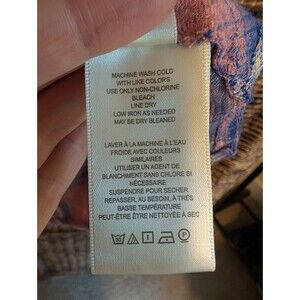 MACHINE WASH COLD
WITH LIKE COLORS
USE ONLY NON-CHLORINE
BLEACH
LINE DRY
LOW IRON AS NEEDED
MAY BE DRY CLEANED
LAVER À LA MACHINE À L'EAU
FROIDE AVEC COULEURS
SIMILAIRES
UTILISER UN AGENT DE
BLANCHIMENT SANS CHLORE SI
NÉCESSAIRE
SUSPENDRE POUR SÉCHER
REPASSER, AU BESOIN, À TRÈS
BASSE TEMPÉRATURE
PEUT-ÊTRE ÊTRE NETTOYÉE À SEC